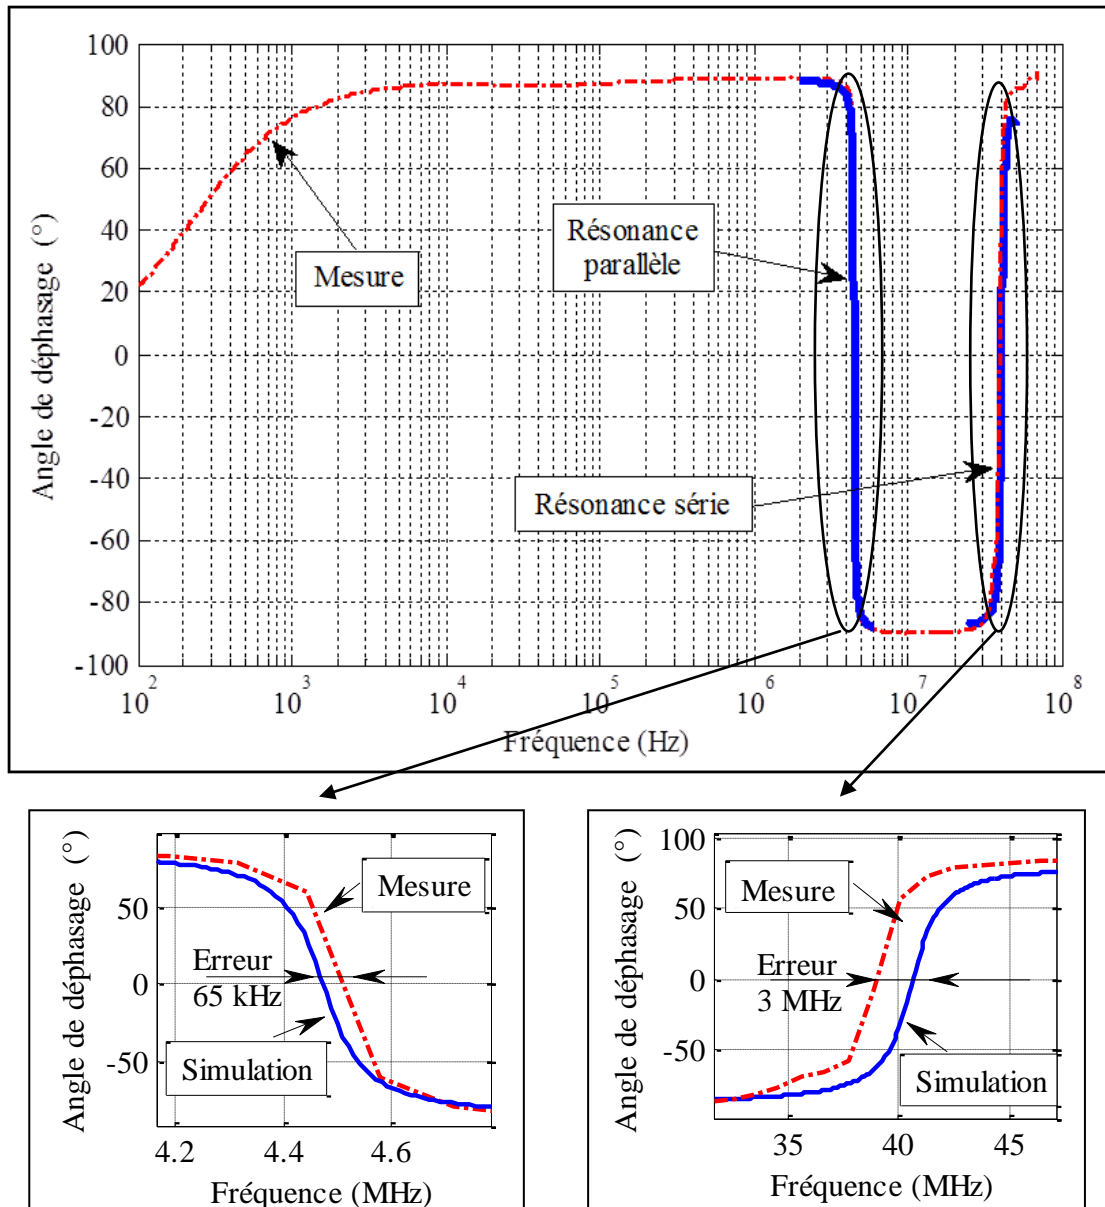 100
80
60
40
20
0
-20
-40
-60
-80
-100
Angle de déphasage (°)
Mesure
Résonance
parallèle
Résonance série
10^2
10^3
10^4
10^5
10^6
10^7
10^8
Fréquence (Hz)
Angle de déphasage (°)
50
0
-50
Mesure
Erreur
65 kHz
Simulation
4.2
4.4
4.6
Fréquence (MHz)
Angle de déphasage (°)
100
50
0
-50
Mesure
Erreur
3 MHz
Simulation
35
40
45
Fréquence (MHz)